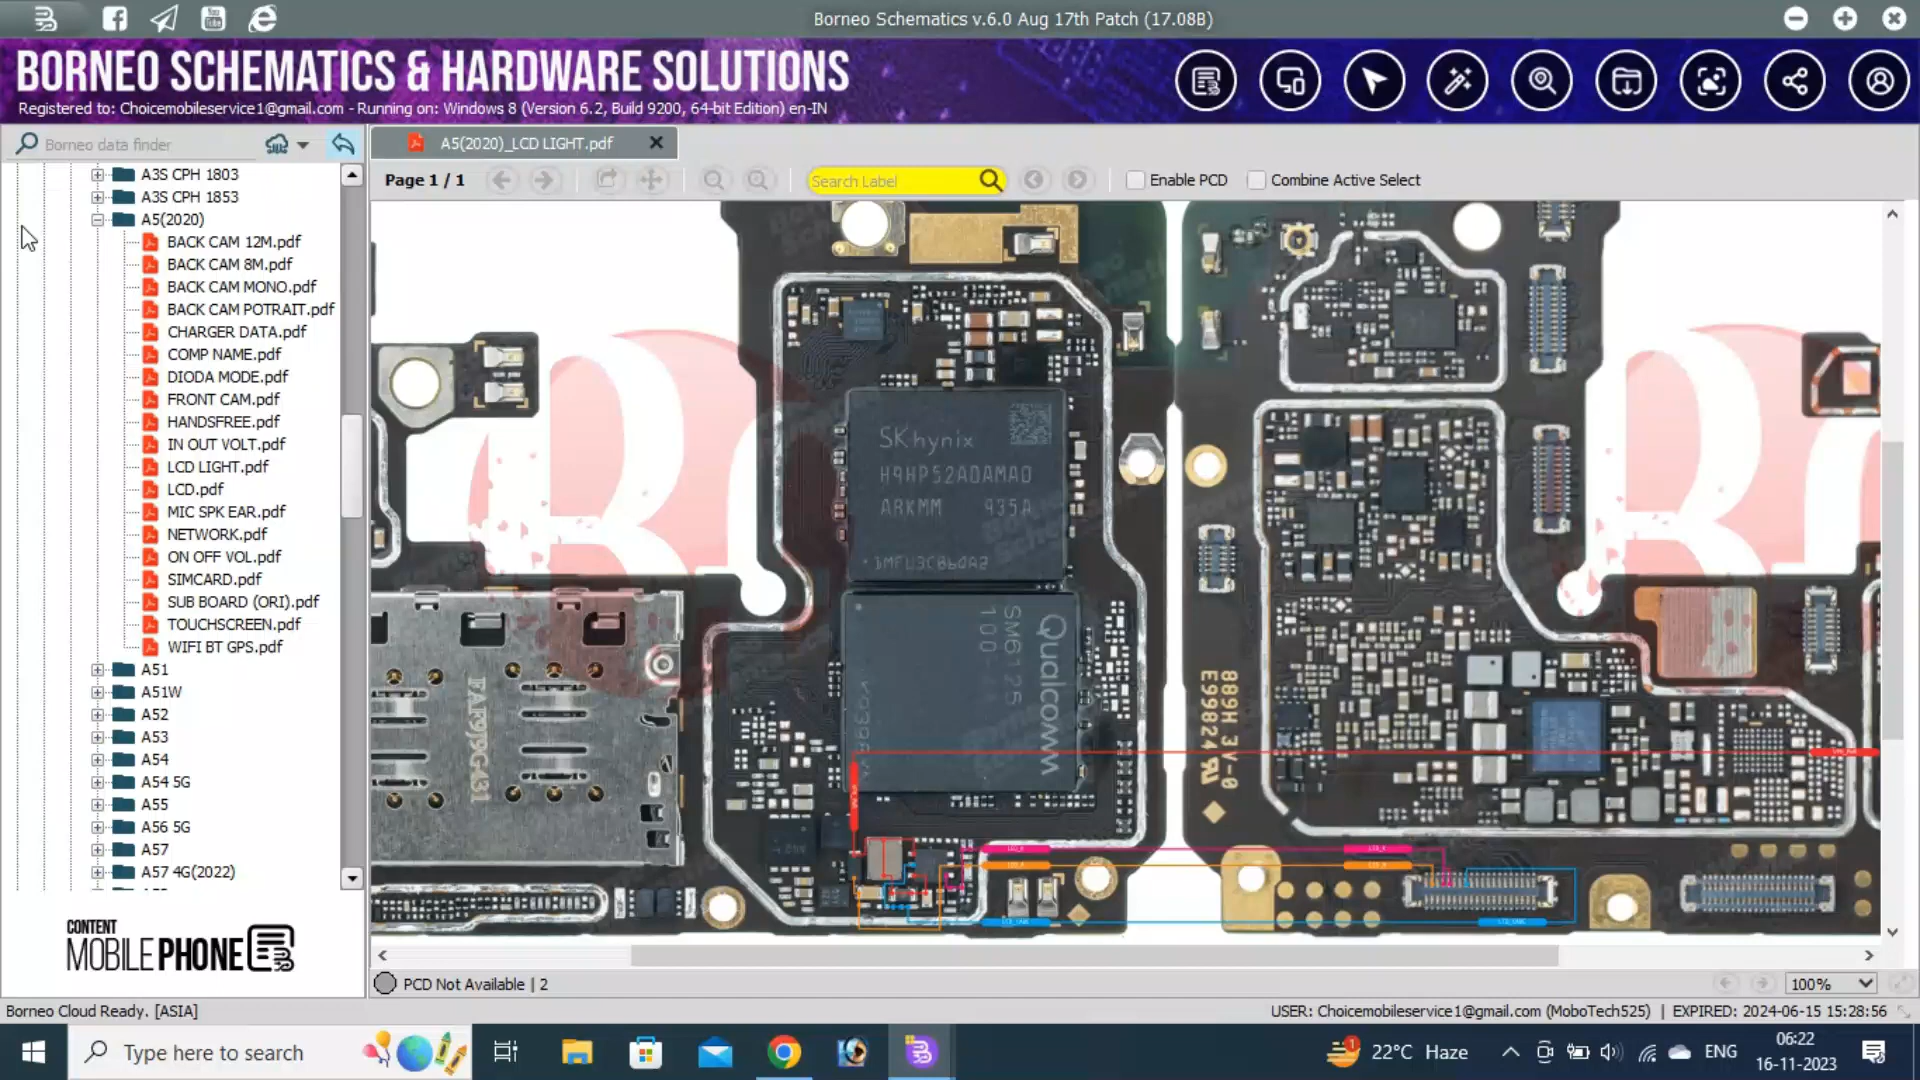 Borneo Schematics v.6.0 Aug 17th Patch (17.08B)
BORNEO SCHEMATICS & HARDWARE SOLUTIONS
Registered to: Choicemobileservice1@gmail.com - Running on: Windows 8 (Version 6.2, Build 9200, 64-bit Edition) en-IN
Borneo data finder
A5(2020)_LCD LIGHT.pdf
Page 1 / 1
Search Label
Enable PCD
Combine Active Select
A3S CPH 1803
A3S CPH 1853
A5(2020)
BACK CAM 12M.pdf
BACK CAM 8M.pdf
BACK CAM MONO.pdf
BACK CAM POTRAIT.pdf
CHARGER DATA.pdf
COMP NAME.pdf
DIODA MODE.pdf
FRONT CAM.pdf
HANDSFREE.pdf
IN OUT VOLT.pdf
LCD LIGHT.pdf
LCD.pdf
MIC SPK EAR.pdf
NETWORK.pdf
ON OFF VOL.pdf
SIMCARD.pdf
SUB BOARD (ORI).pdf
TOUCHSCREEN.pdf
WIFI BT GPS.pdf
A51
A51W
A52
A53
A54
A54 5G
A55
A56 5G
A57
A57 4G(2022)
CONTENT
MOBILE PHONE
SKhynix
H9HP52ADAMAD
ARKMM 935A
Qualcomm
SM6125
889H 3V-0
E99824
PCD Not Available | 2
100%
Borneo Cloud Ready. [ASIA]
USER: Choicemobileservice1@gmail.com (MoboTech525) | EXPIRED: 2024-06-15 15:28:56
Type here to search
1
22°C Haze
ENG
06:22
16-11-2023